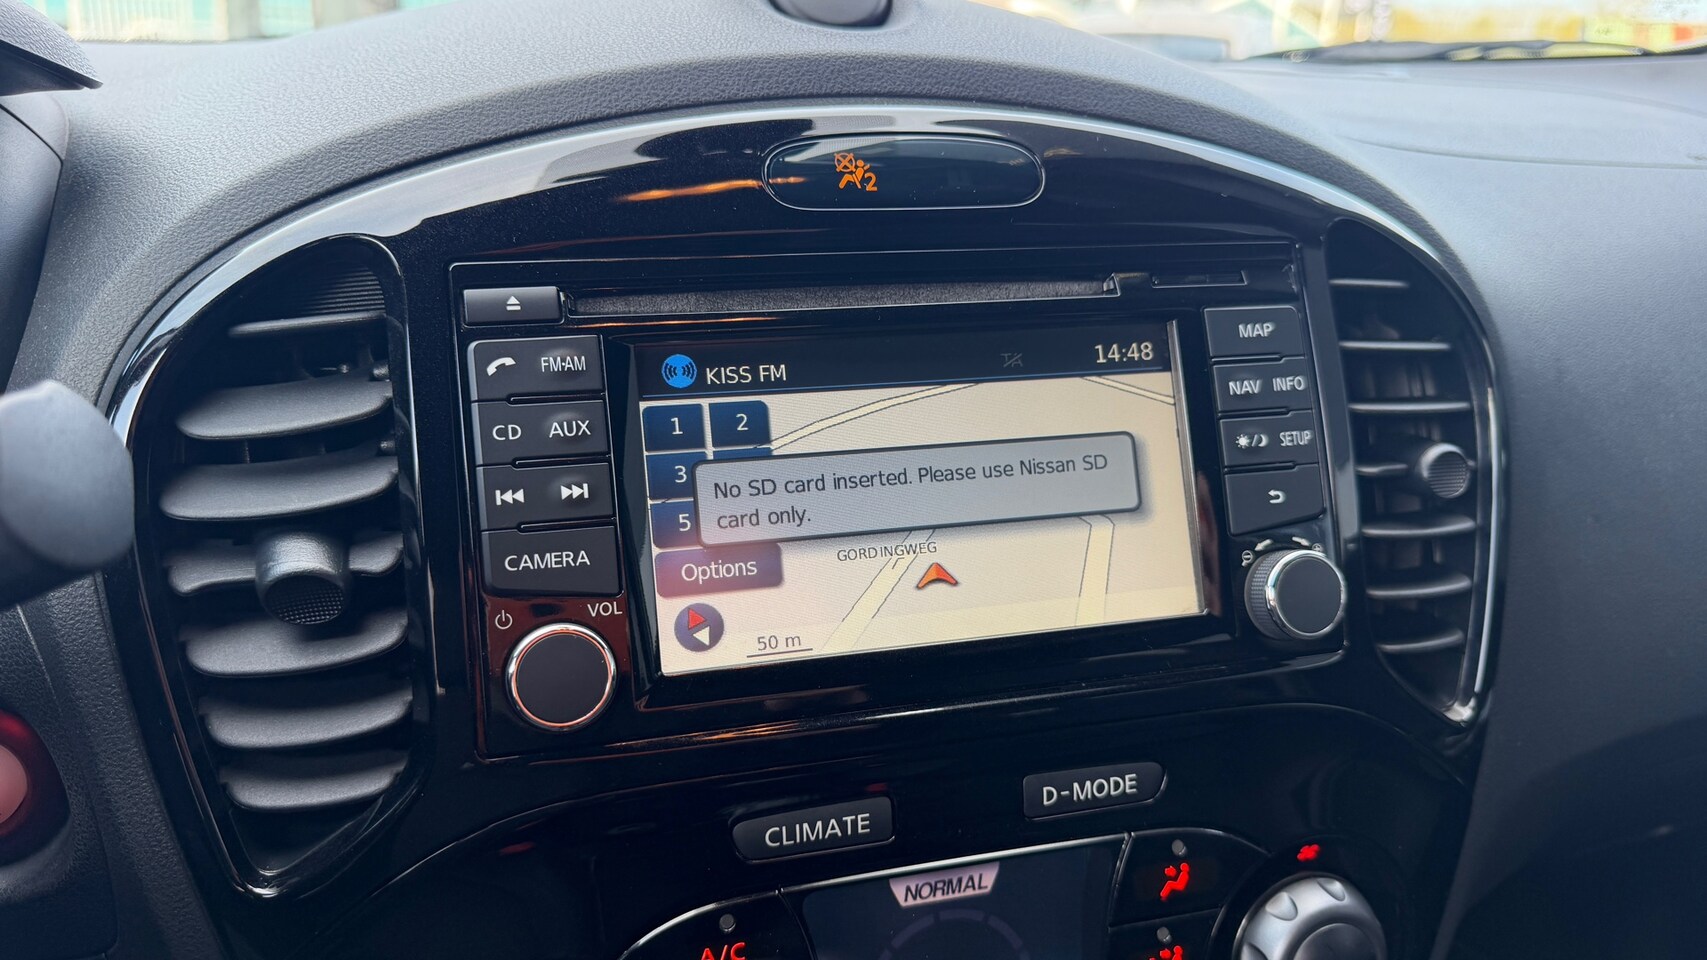 2
KISS FM
14:48
1
2
3
5
No SD card inserted. Please use Nissan SD
card only.
Options
GORDINGWEG
50 m
FM·AM
CD
AUX
CAMERA
VOL
MAP
NAV
INFO
SETUP
CLIMATE
D-MODE
NORMAL
A/C